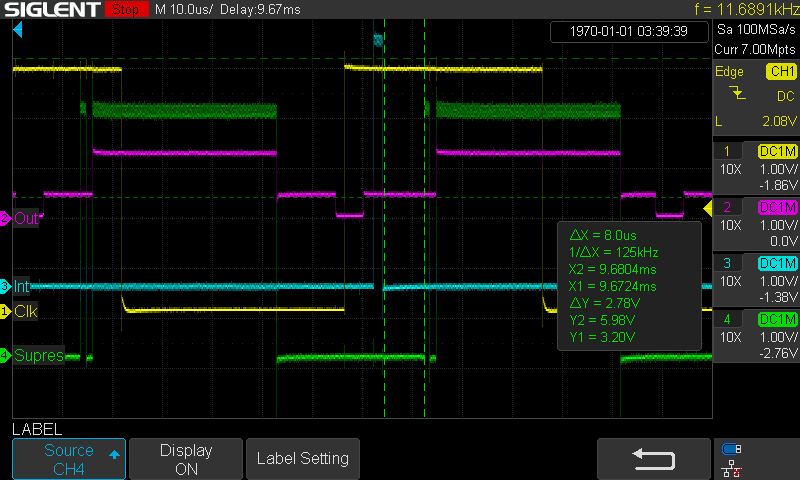 SIGLENT Stop M 10.0us/ Delay:9.67ms f = 11.6891kHz
1970-01-01 03:39:39
Sa 100MSa/s
Curr 7.00Mpts
Edge CH1
DC
L 2.08V
1 DC1M
10X 1.00V/
-1.86V
2 DC1M
10X 1.00V/
0.0V
3 DC1M
10X 1.00V/
-1.38V
4 DC1M
10X 1.00V/
-2.76V
2 Out
3 Int
1 Clk
4 Supres
ΔX = 8.0us
1/ΔX = 125kHz
X2 = 9.6804ms
X1 = 9.6724ms
ΔY = 2.78V
Y2 = 5.98V
Y1 = 3.20V
LABEL
Source
CH4
Display
ON
Label Setting